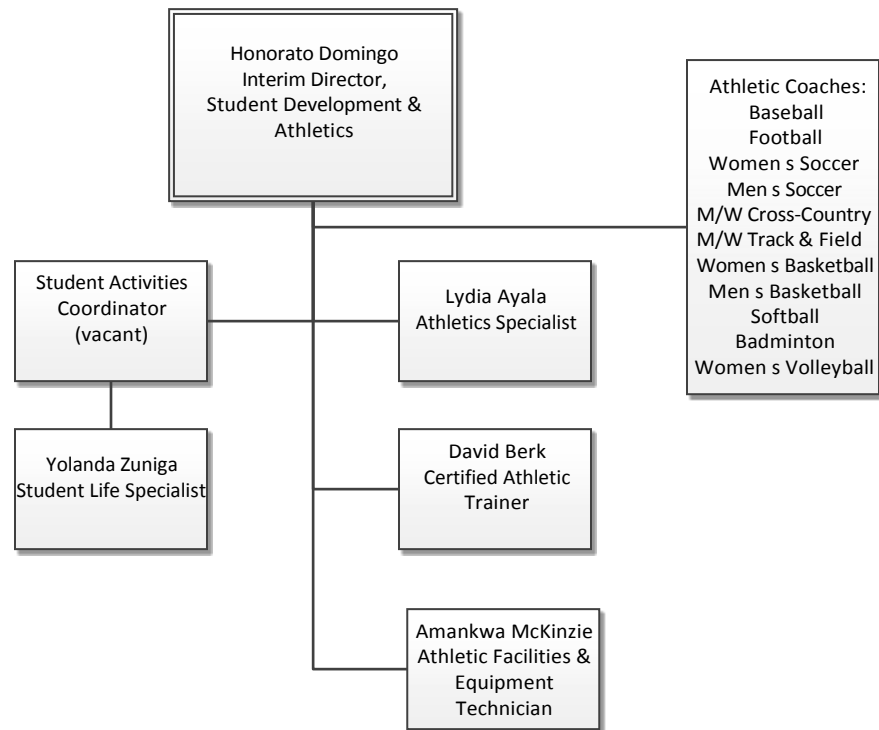 Honorato Domingo
Interim Director,
Student Development &
Athletics
Athletic Coaches:
Baseball
Football
Women s Soccer
Men s Soccer
M/W Cross-Country
M/W Track & Field
Women s Basketball
Men s Basketball
Softball
Badminton
Women s Volleyball
Student Activities
Coordinator
(vacant)
Lydia Ayala
Athletics Specialist
Yolanda Zuniga
Student Life Specialist
David Berk
Certified Athletic
Trainer
Amankwa McKinzie
Athletic Facilities &
Equipment
Technician